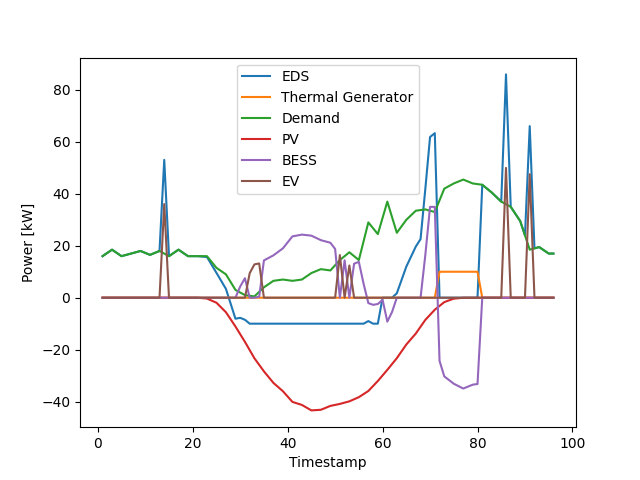 EDS
Thermal Generator
Demand
PV
BESS
EV
80
60
40
20
0
−20
−40
Power [kW]
0 20 40 60 80 100
Timestamp